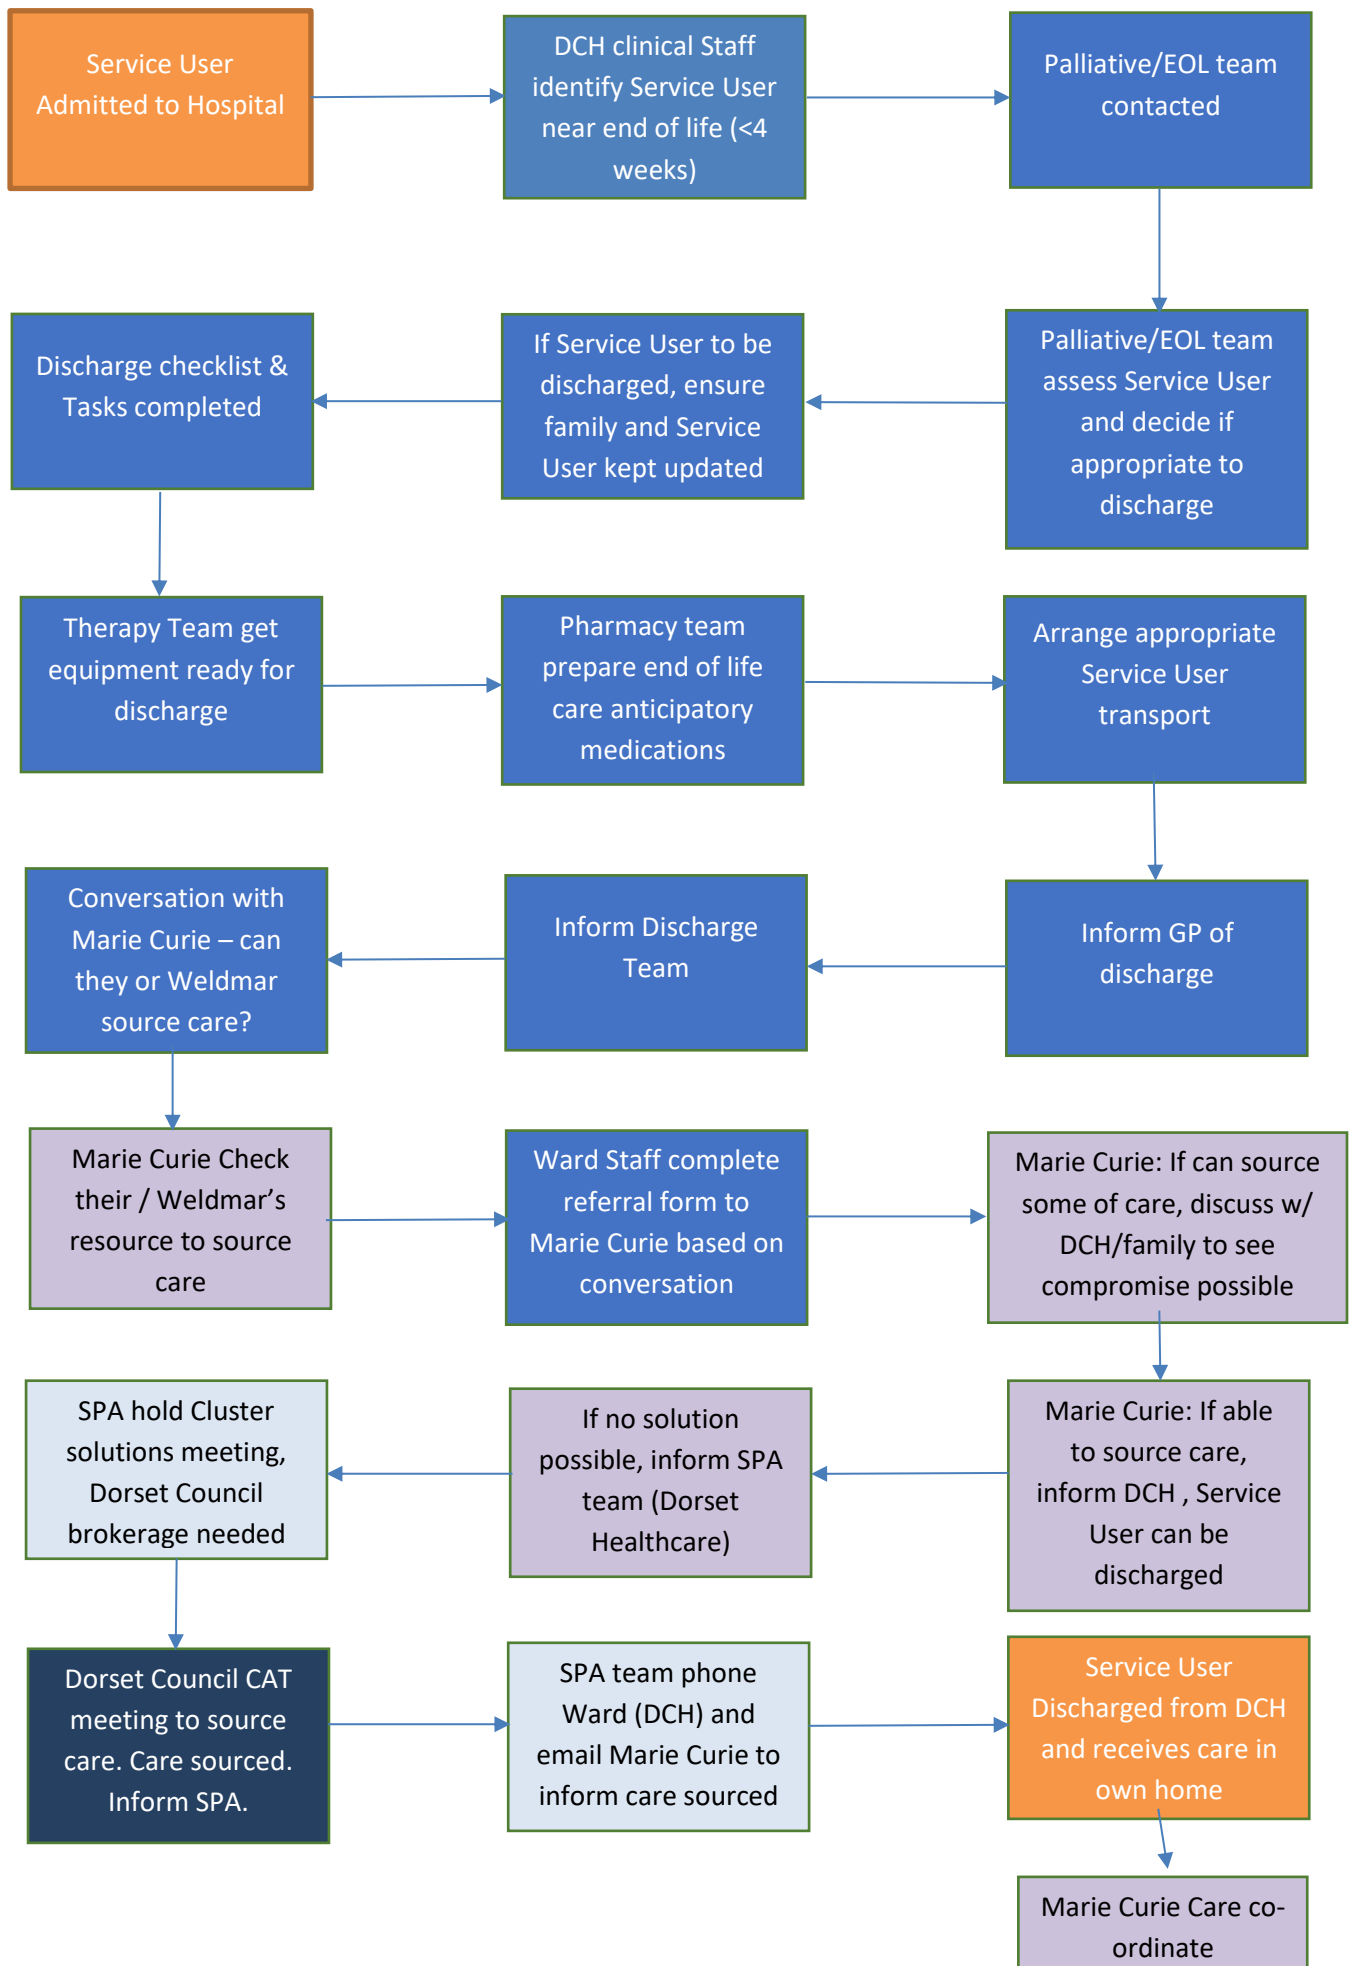 Service User
Admitted to Hospital
DCH clinical Staff
identify Service User
near end of life (<4
weeks)
Palliative/EOL team
contacted
Palliative/EOL team
assess Service User
and decide if
appropriate to
discharge
If Service User to be
discharged, ensure
family and Service
User kept updated
Discharge checklist &
Tasks completed
Therapy Team get
equipment ready for
discharge
Pharmacy team
prepare end of life
care anticipatory
medications
Arrange appropriate
Service User
transport
Inform GP of
discharge
Inform Discharge
Team
Conversation with
Marie Curie – can
they or Weldmar
source care?
Marie Curie Check
their / Weldmar’s
resource to source
care
Ward Staff complete
referral form to
Marie Curie based on
conversation
Marie Curie: If can source
some of care, discuss w/
DCH/family to see
compromise possible
Marie Curie: If able
to source care,
inform DCH , Service
User can be
discharged
If no solution
possible, inform SPA
team (Dorset
Healthcare)
SPA hold Cluster
solutions meeting,
Dorset Council
brokerage needed
Dorset Council CAT
meeting to source
care. Care sourced.
Inform SPA.
SPA team phone
Ward (DCH) and
email Marie Curie to
inform care sourced
Service User
Discharged from DCH
and receives care in
own home
Marie Curie Care co-
ordinate